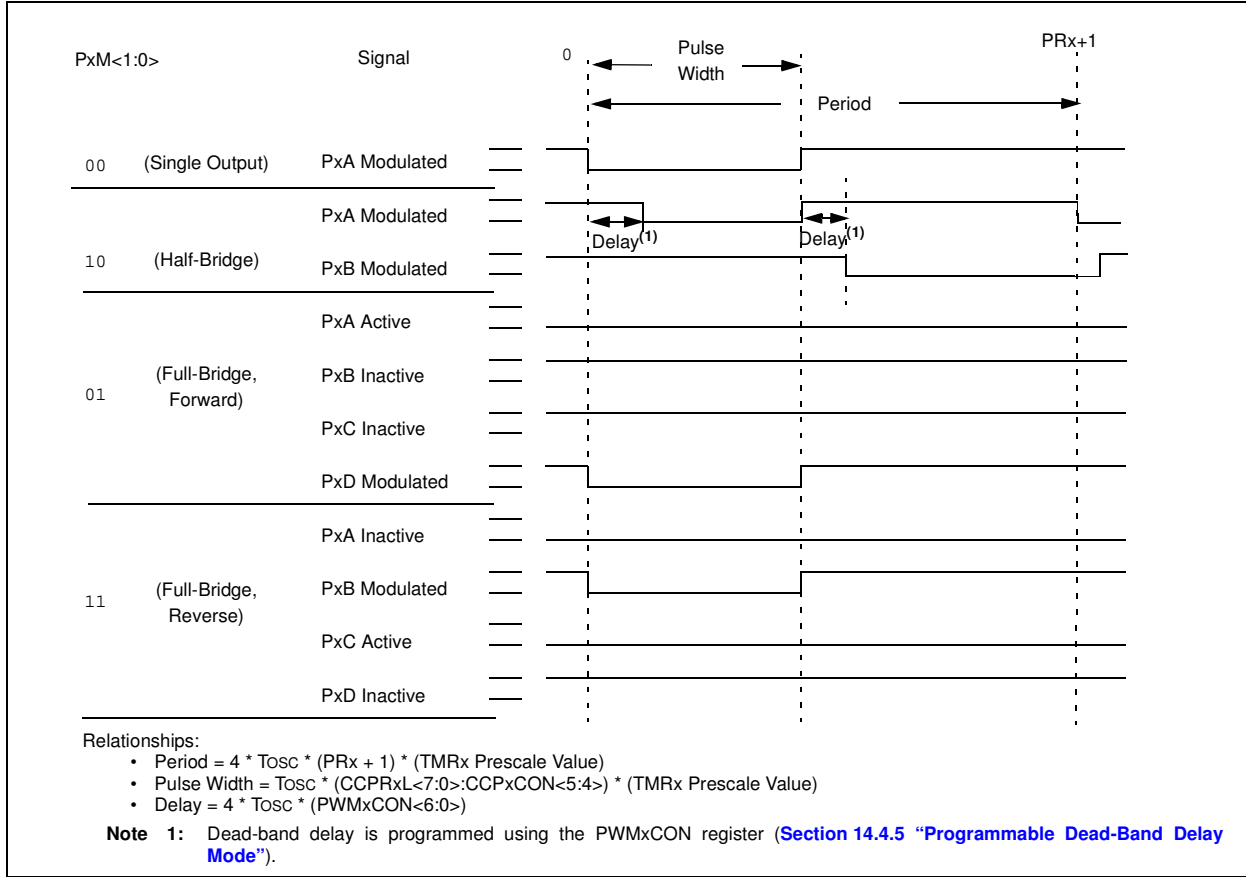 PxM<1:0>
Signal
0
Pulse
Width
PRx+1
Period
00
(Single Output)
PxA Modulated
10
(Half-Bridge)
PxA Modulated
Delay(1)
Delay(1)
PxB Modulated
01
(Full-Bridge,
Forward)
PxA Active
PxB Inactive
PxC Inactive
PxD Modulated
11
(Full-Bridge,
Reverse)
PxA Inactive
PxB Modulated
PxC Active
PxD Inactive
Relationships:
• Period = 4 * TOSC * (PRx + 1) * (TMRx Prescale Value)
• Pulse Width = TOSC * (CCPRxL<7:0>:CCPxCON<5:4>) * (TMRx Prescale Value)
• Delay = 4 * TOSC * (PWMxCON<6:0>)
Note 1: Dead-band delay is programmed using the PWMxCON register (Section 14.4.5 “Programmable Dead-Band Delay
Mode”).